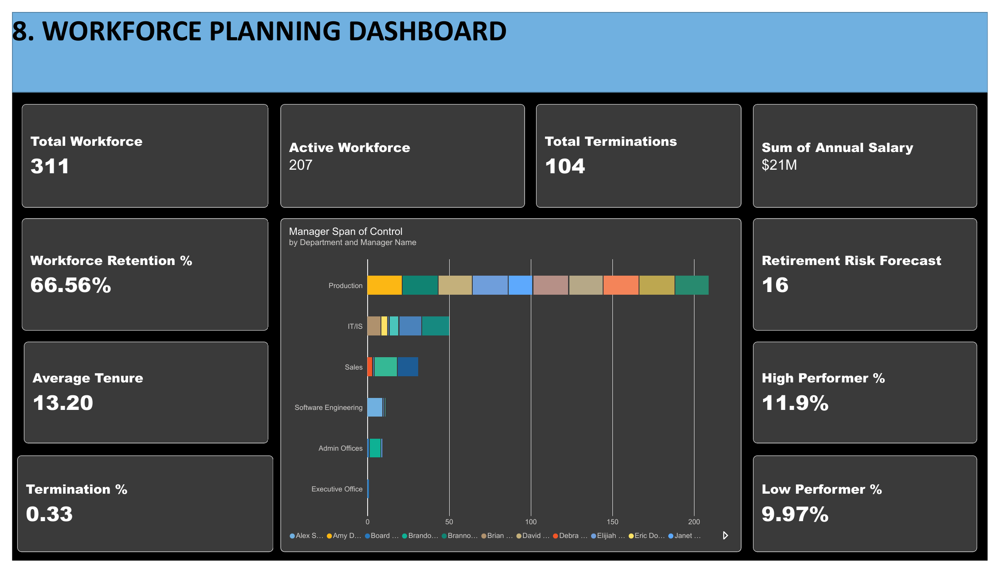 8. WORKFORCE PLANNING DASHBOARD
Total Workforce
311
Active Workforce
207
Total Terminations
104
Sum of Annual Salary
$21M
Workforce Retention %
66.56%
Manager Span of Control
by Department and Manager Name
Production
IT/IS
Sales
Software Engineering
Admin Offices
Executive Office
0 50 100 150 200
Alex S... Amy D... Board ... Brando... Branno... Brian ... David ... Debra ... Elijiah ... Eric Do... Janet ...
Retirement Risk Forecast
16
Average Tenure
13.20
High Performer %
11.9%
Termination %
0.33
Low Performer %
9.97%